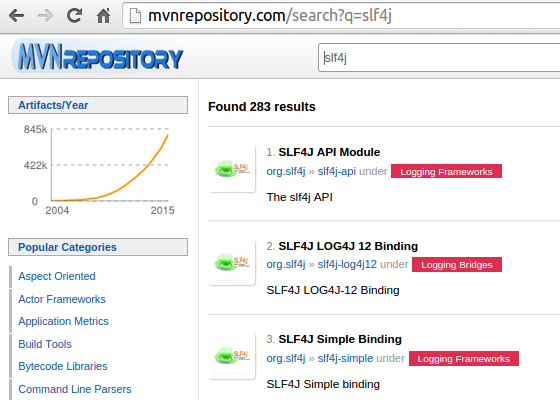 mvnrepository.com/search?q=slf4j
MVNREPOSITORY
slf4j
Artifacts/Year
845k
422k
0
2004 2015
Popular Categories
Aspect Oriented
Actor Frameworks
Application Metrics
Build Tools
Bytecode Libraries
Command Line Parsers
Found 283 results
SLF4J
1. SLF4J API Module
org.slf4j » slf4j-api under Logging Frameworks
The slf4j API
SLF4J
2. SLF4J LOG4J 12 Binding
org.slf4j » slf4j-log4j12 under Logging Bridges
SLF4J LOG4J-12 Binding
SLF4J
3. SLF4J Simple Binding
org.slf4j » slf4j-simple under Logging Frameworks
SLF4J Simple binding